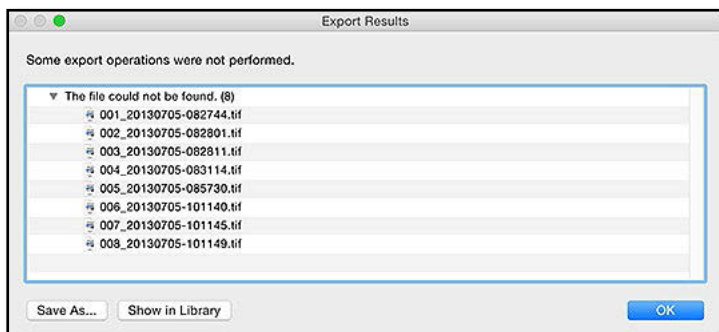 Export Results
Some export operations were not performed.
The file could not be found. (8)
001_20130705-082744.tif
002_20130705-082801.tif
003_20130705-082811.tif
004_20130705-083114.tif
005_20130705-085730.tif
006_20130705-101140.tif
007_20130705-101145.tif
008_20130705-101149.tif
Save As... Show in Library OK